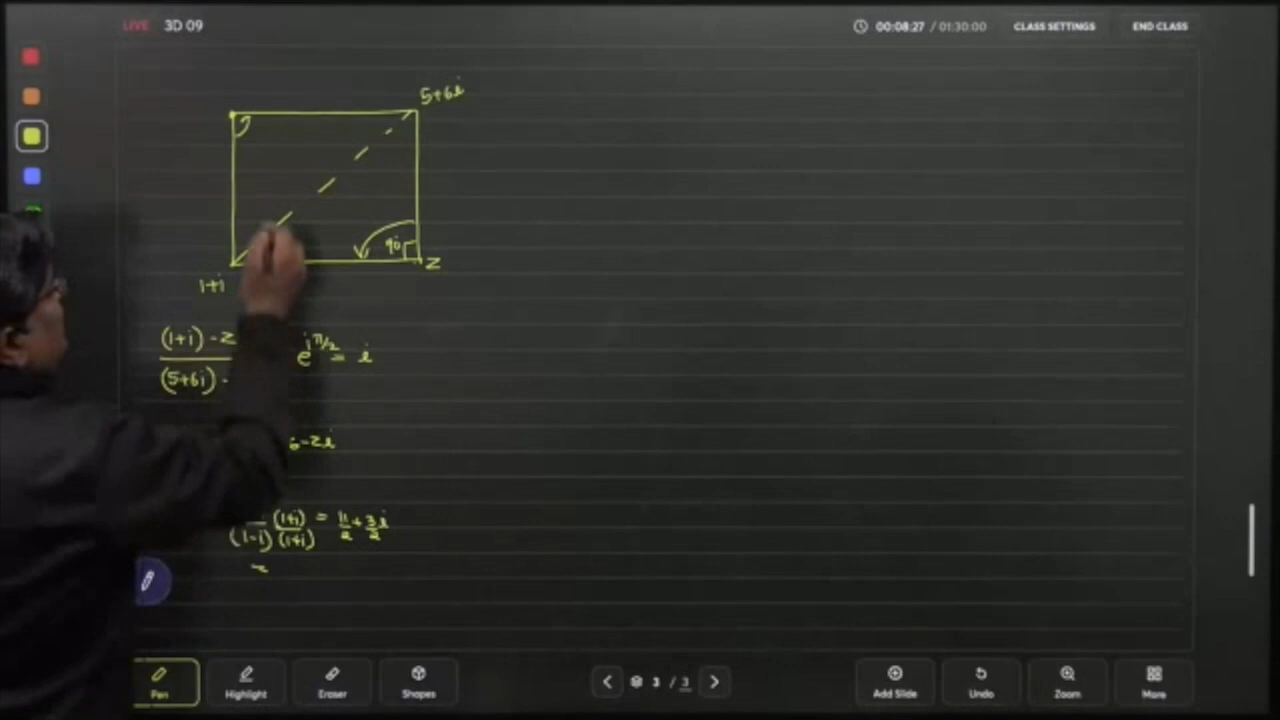 LIVE 3D 09 00:08:27 / 01:30:00 CLASS SETTINGS END CLASS
5+6i
90
z
1+i
(1+i) - z
e^iπ/2 = i
(5+6i) -
6-zi
(1+i) = 11/2 + 3/2 i
(1-i) (1+i)
=
Pen Highlight Eraser Shapes 3 / 3 Add Slide Undo Zoom More